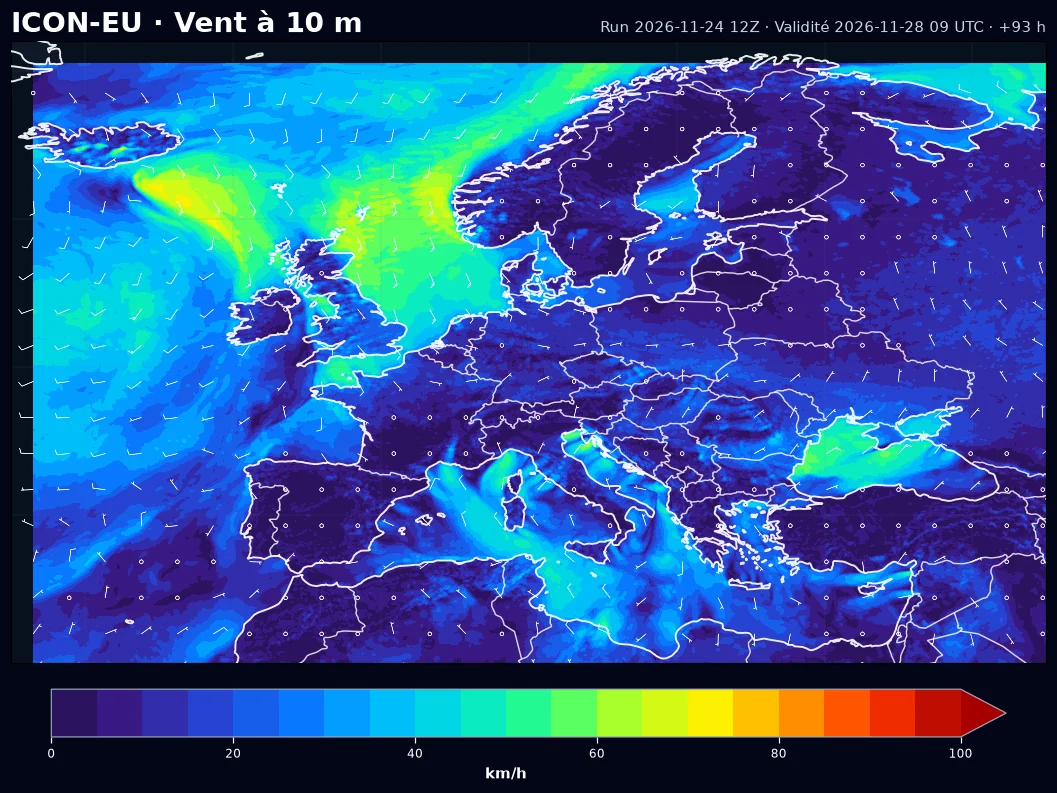 ICON-EU · Vent à 10 m
Run 2026-11-24 12Z · Validité 2026-11-28 09 UTC · +93 h
0 20 40 60 80 100
km/h